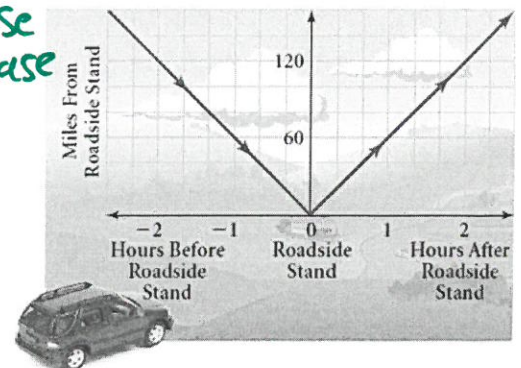 se
ase
Miles From
Roadside Stand
120
60
−2
−1
0
1
2
Hours Before
Roadside
Stand
Roadside
Stand
Hours After
Roadside
Stand